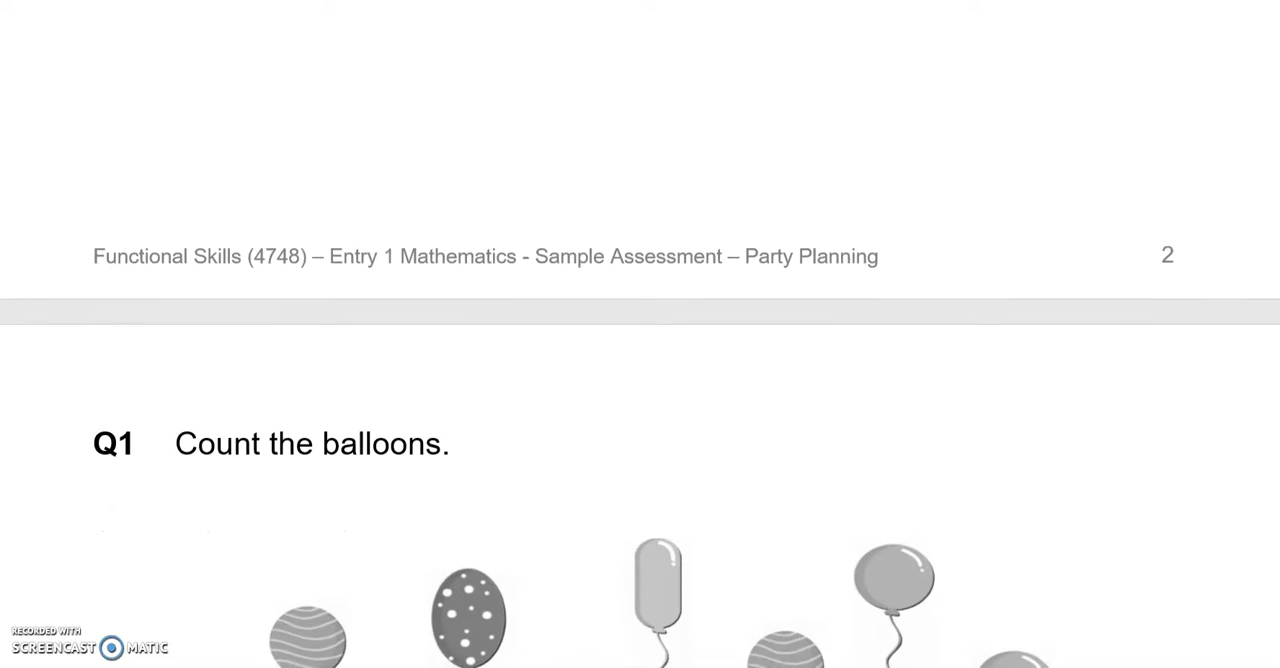 Functional Skills (4748) – Entry 1 Mathematics - Sample Assessment – Party Planning 2
Q1 Count the balloons.
RECORDED WITH
SCREENCAST MATIC